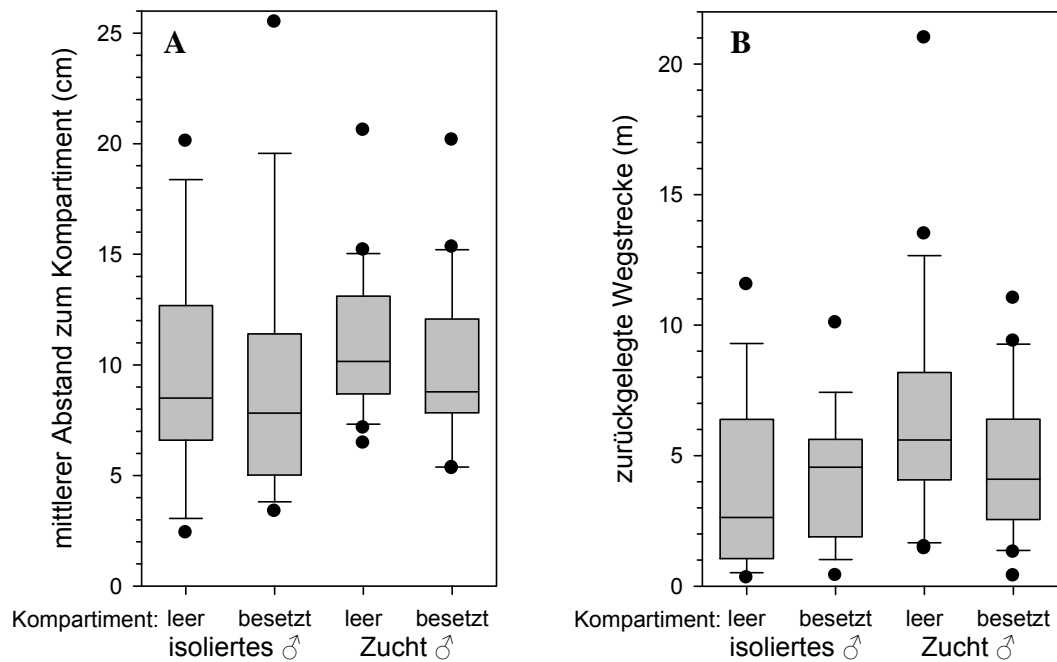 A
mittlerer Abstand zum Kompartiment (cm)
25
20
15
10
5
0
Kompartiment: leer besetzt leer besetzt
isoliertes ♂ Zucht ♂
B
zurückgelegte Wegstrecke (m)
20
15
10
5
0
Kompartiment: leer besetzt leer besetzt
isoliertes ♂ Zucht ♂